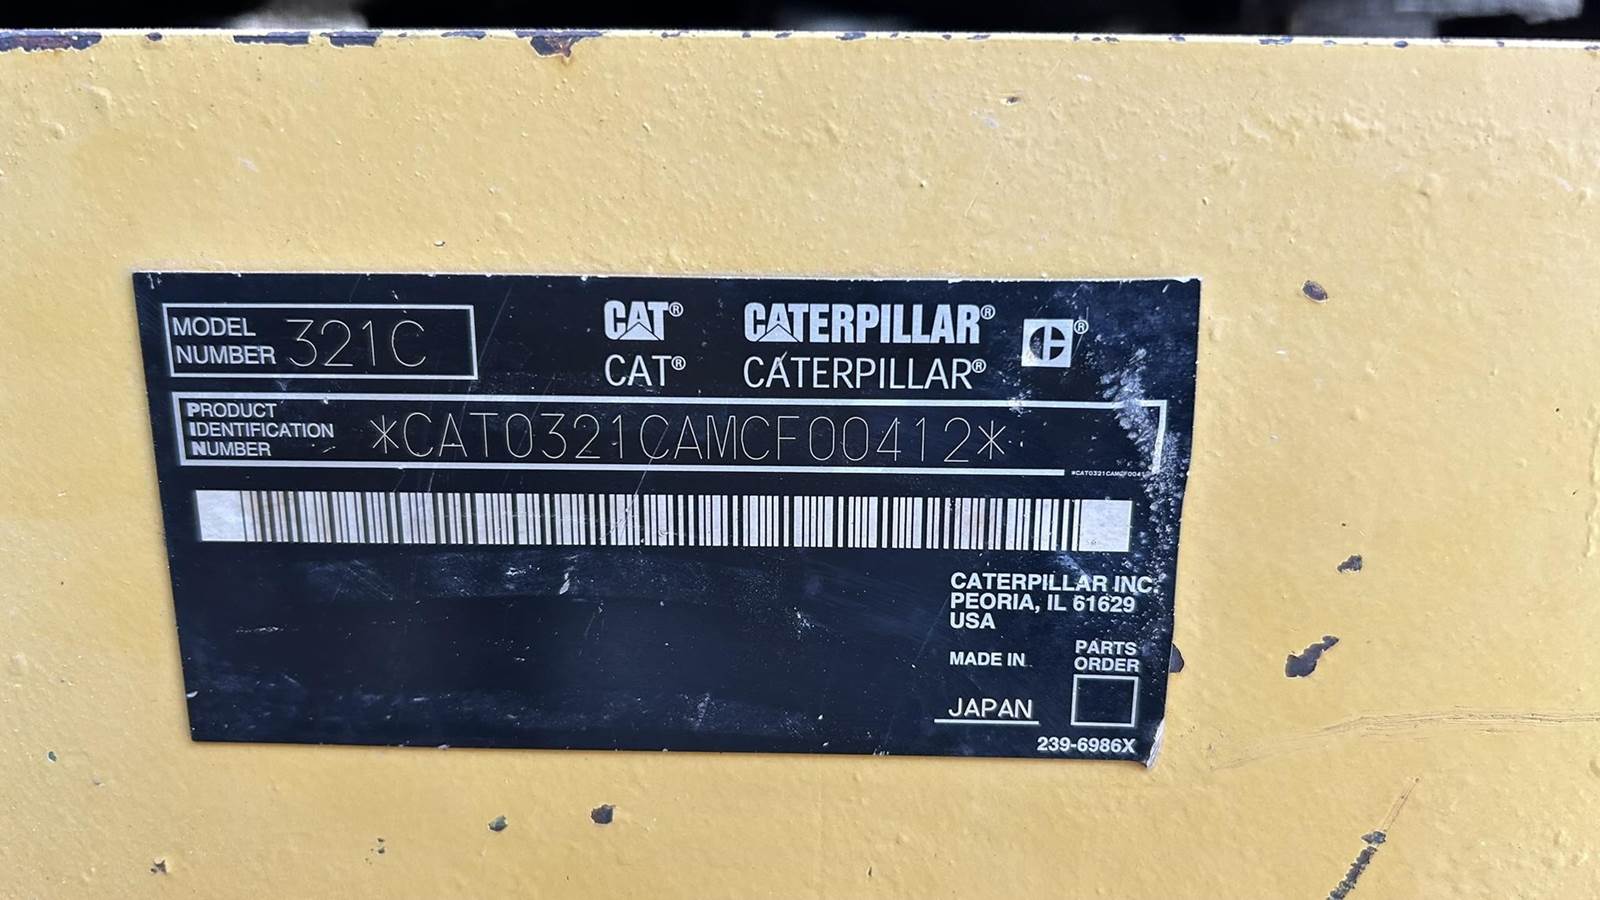 MODEL NUMBER 321C
CAT® CATERPILLAR® ®
CAT® CATERPILLAR®
PRODUCT
IDENTIFICATION
NUMBER
*CAT0321CAMCF00412*
CATERPILLAR INC.
PEORIA, IL 61629
USA
MADE IN
JAPAN
PARTS
ORDER
239-6986X